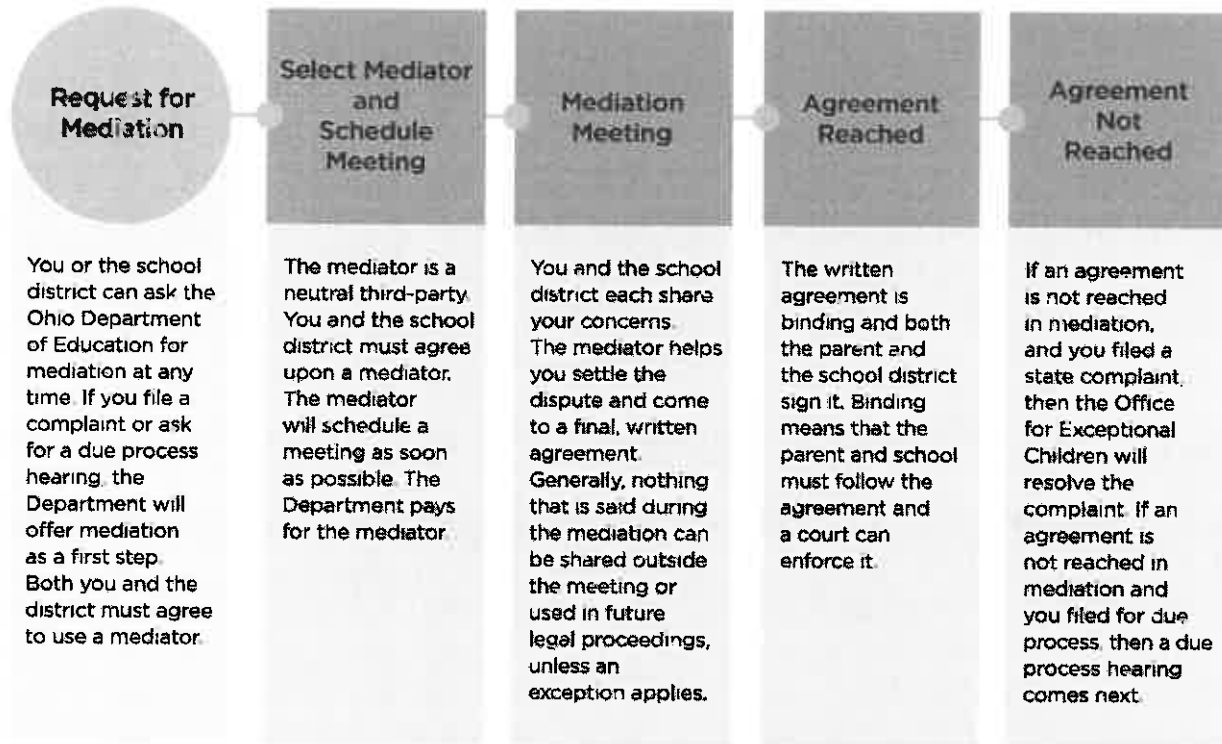 Request for
Mediation
You or the school
district can ask the
Ohio Department
of Education for
mediation at any
time. If you file a
complaint or ask
for a due process
hearing, the
Department will
offer mediation
as a first step.
Both you and the
district must agree
to use a mediator.
Select Mediator
and
Schedule
Meeting
The mediator is a
neutral third-party.
You and the school
district must agree
upon a mediator.
The mediator
will schedule a
meeting as soon
as possible. The
Department pays
for the mediator.
Mediation
Meeting
You and the school
district each share
your concerns.
The mediator helps
you settle the
dispute and come
to a final, written
agreement.
Generally, nothing
that is said during
the mediation can
be shared outside
the meeting or
used in future
legal proceedings,
unless an
exception applies.
Agreement
Reached
The written
agreement is
binding and both
the parent and
the school district
sign it. Binding
means that the
parent and school
must follow the
agreement and
a court can
enforce it.
Agreement
Not
Reached
If an agreement
is not reached
in mediation,
and you filed a
state complaint,
then the Office
for Exceptional
Children will
resolve the
complaint. If an
agreement is
not reached in
mediation and
you filed for due
process, then a due
process hearing
comes next.